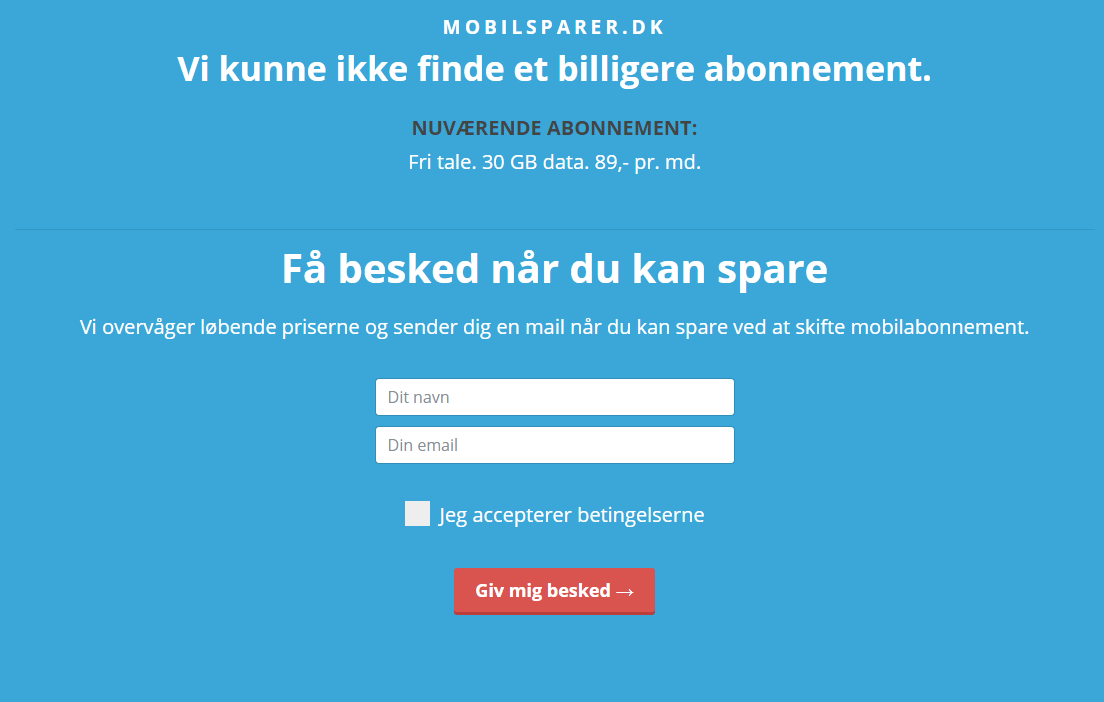 MOBILSPARER.DK
Vi kunne ikke finde et billigere abonnement.
NUVÆRENDE ABONNEMENT:
Fri tale. 30 GB data. 89,- pr. md.
Få besked når du kan spare
Vi overvåger løbende priserne og sender dig en mail når du kan spare ved at skifte mobilabonnement.
Dit navn
Din email
Jeg accepterer betingelserne
Giv mig besked →